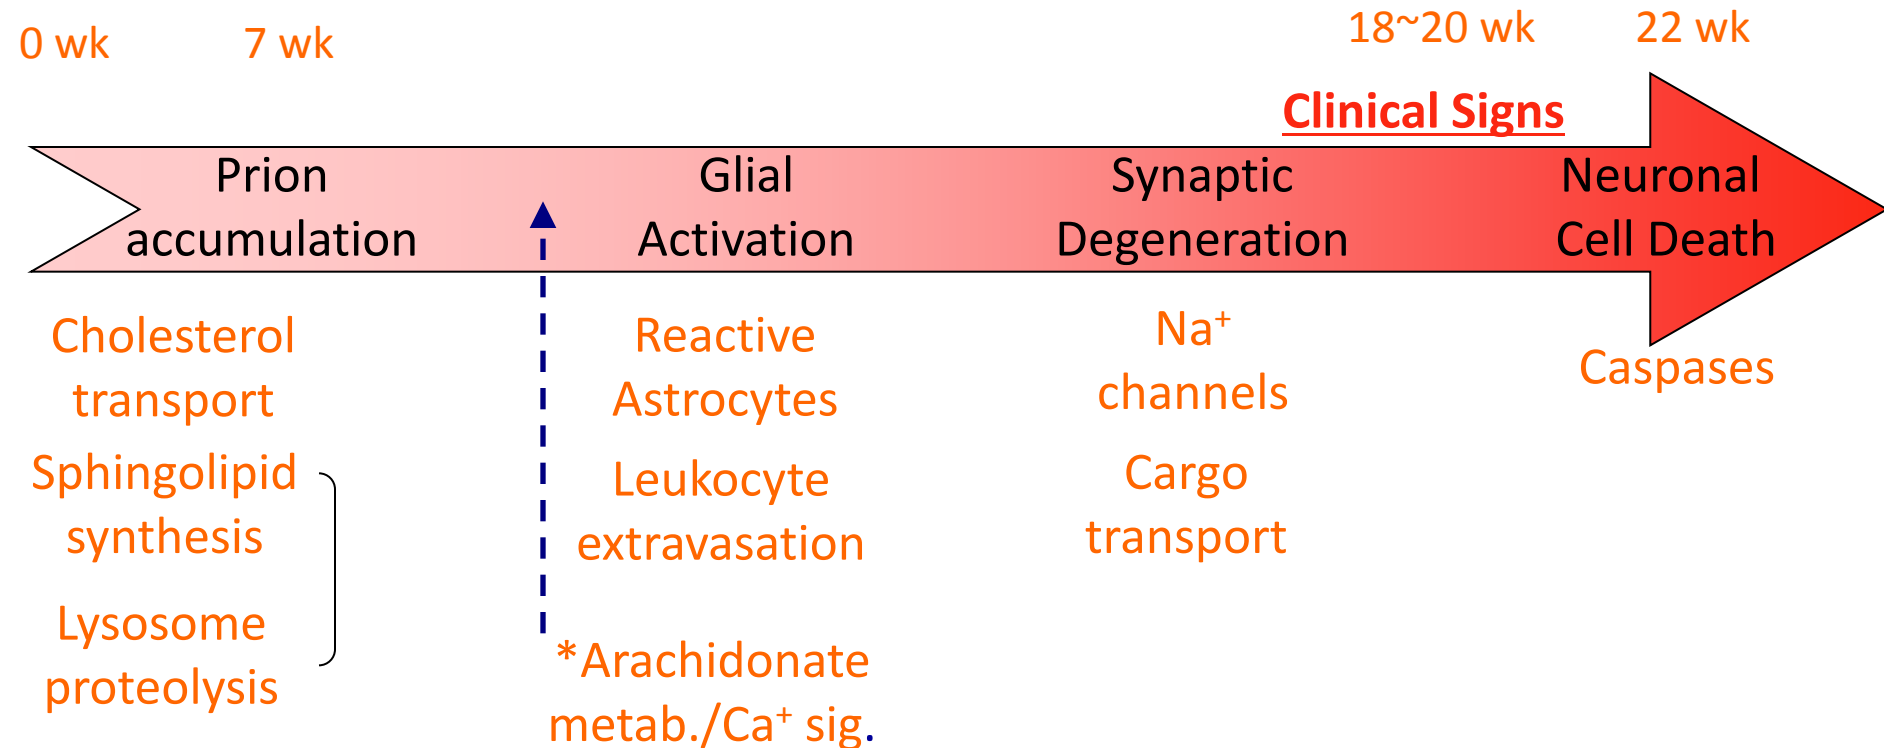 0 wk
7 wk
18~20 wk
22 wk
Clinical Signs
Prion
accumulation
Glial
Activation
Synaptic
Degeneration
Neuronal
Cell Death
Cholesterol
transport
Sphingolipid
synthesis
Lysosome
proteolysis
Reactive
Astrocytes
Leukocyte
extravasation
*Arachidonate
metab./Ca⁺ sig.
Na⁺
channels
Cargo
transport
Caspases